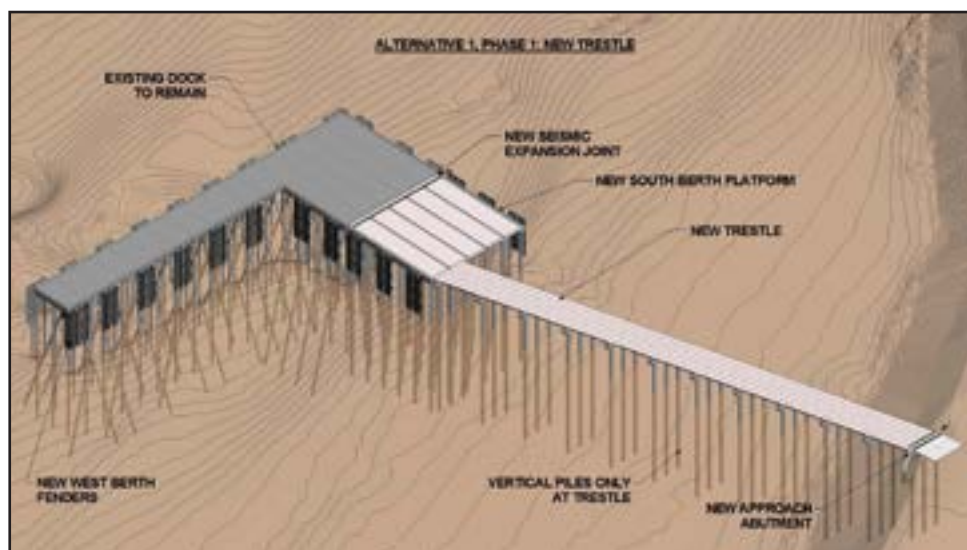 ALTERNATIVE 1, PHASE 1: NEW TRESTLE
EXISTING DOCK
TO REMAIN
NEW SEISMIC
EXPANSION JOINT
NEW SOUTH BERTH PLATFORM
NEW TRESTLE
NEW WEST BERTH
FENDERS
VERTICAL PILES ONLY
AT TRESTLE
NEW APPROACH
ABUTMENT